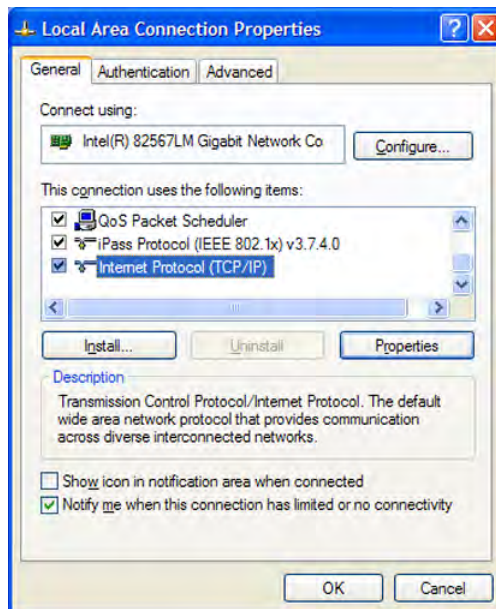 Local Area Connection Properties
General Authentication Advanced
Connect using:
Intel(R) 82567LM Gigabit Network Co
Configure...
This connection uses the following items:
QoS Packet Scheduler
iPass Protocol (IEEE 802.1x) v3.7.4.0
Internet Protocol (TCP/IP)
Install... Uninstall Properties
Description
Transmission Control Protocol/Internet Protocol. The default
wide area network protocol that provides communication
across diverse interconnected networks.
Show icon in notification area when connected
Notify me when this connection has limited or no connectivity
OK Cancel